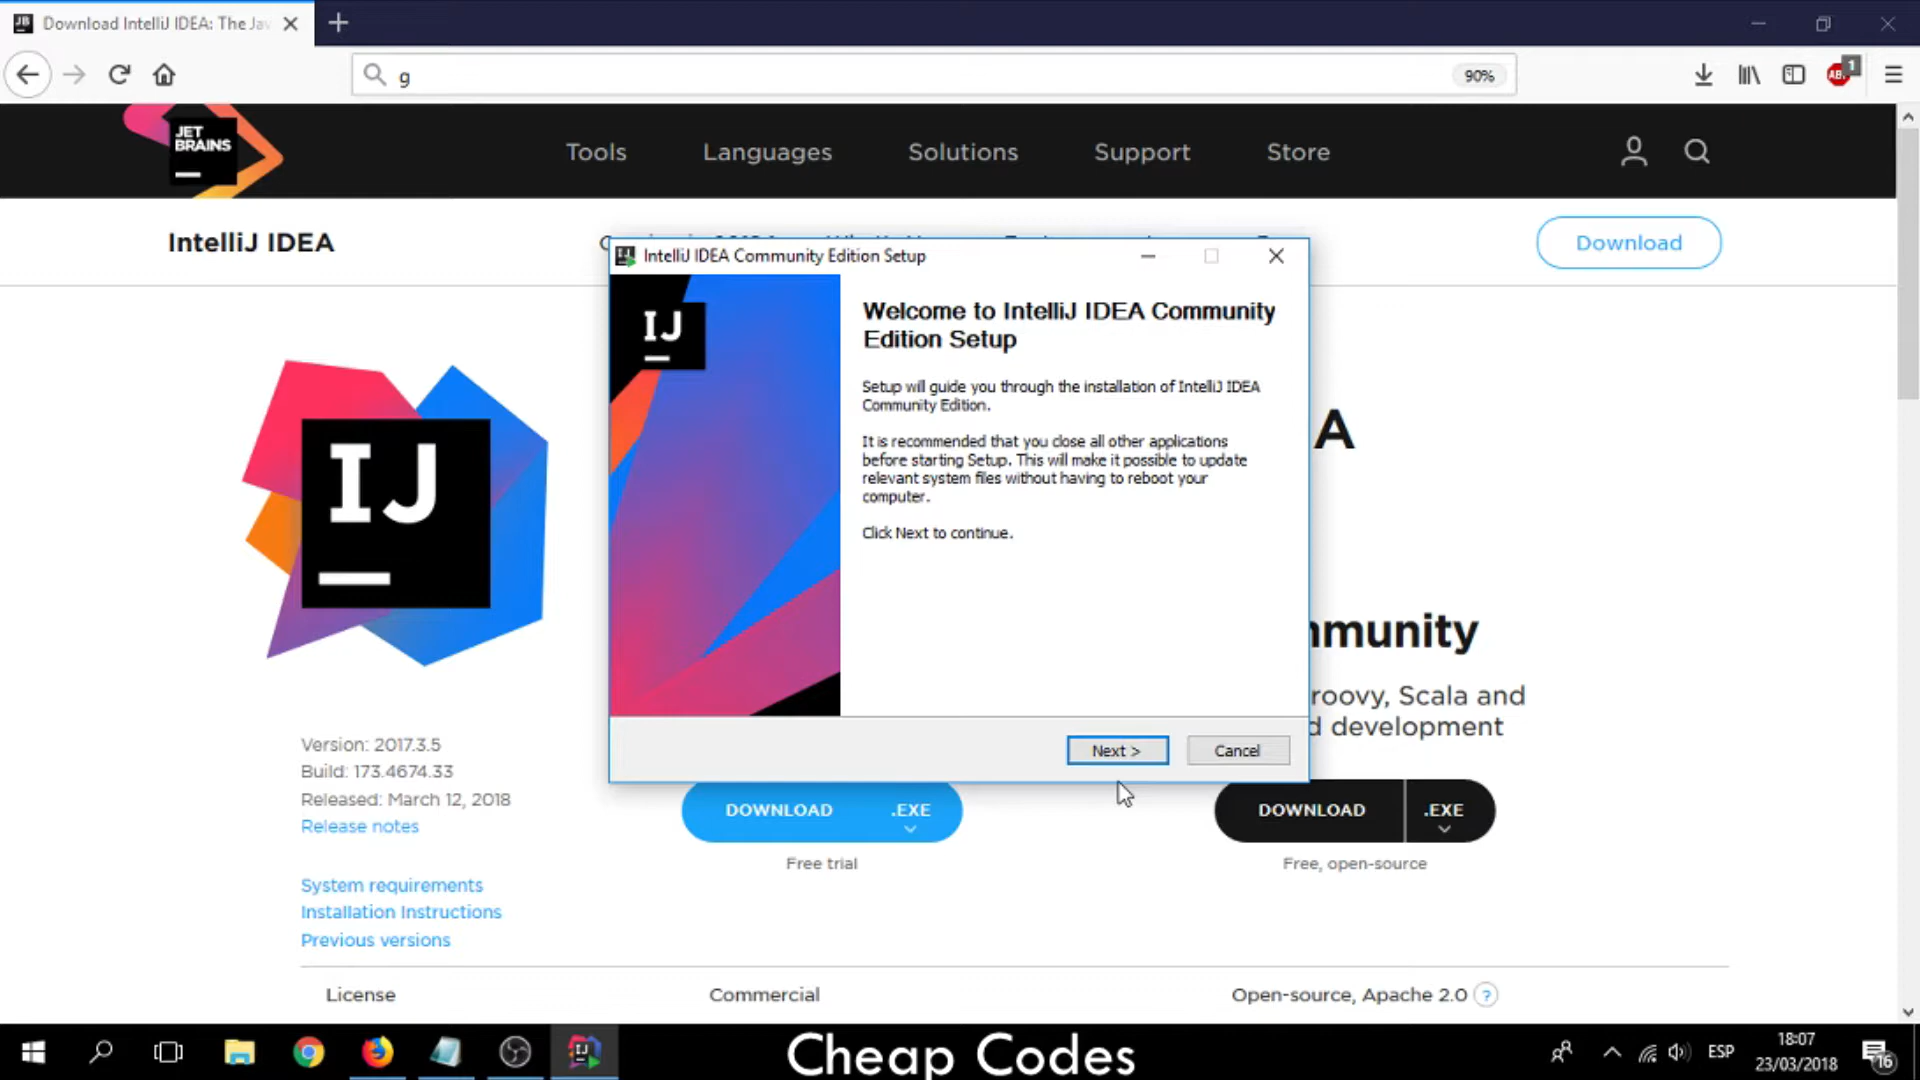 JB Download IntelliJ IDEA: The Jav
g
90%
ABP
1
JET
BRAINS
Tools
Languages
Solutions
Support
Store
IntelliJ IDEA
Download
IntelliJ IDEA Community Edition Setup
IJ
Welcome to IntelliJ IDEA Community
Edition Setup
Setup will guide you through the installation of IntelliJ IDEA
Community Edition.
It is recommended that you close all other applications
before starting Setup. This will make it possible to update
relevant system files without having to reboot your
computer.
Click Next to continue.
Next >
Cancel
IJ
A
mmunity
roovy, Scala and
d development
Version: 2017.3.5
Build: 173.4674.33
Released: March 12, 2018
Release notes
DOWNLOAD
.EXE
Free trial
DOWNLOAD
.EXE
Free, open-source
System requirements
Installation Instructions
Previous versions
License
Commercial
Open-source, Apache 2.0
?
Cheap Codes
ESP
18:07
23/03/2018
16